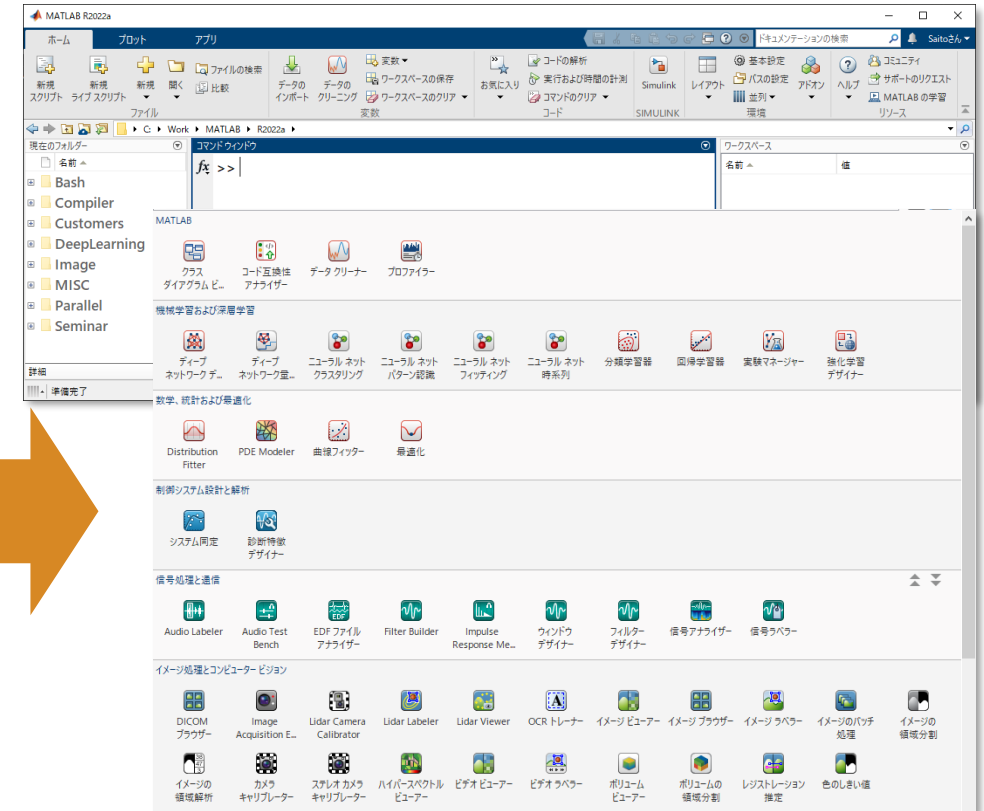 MATLAB R2022a
ホーム プロット アプリ ドキュメンテーションの検索 Saitoさん
新規 スクリプト
新規 ライブ スクリプト
新規
開く
ファイルの検索
比較
データの インポート
データの クリーニング
変数
ワークスペースの保存
ワークスペースのクリア
お気に入り
コードの解析
実行および時間の計測
コマンドのクリア
Simulink
レイアウト
基本設定
パスの設定
並列
アドオン
ヘルプ
コミュニティ
サポートのリクエスト
MATLAB の学習
ファイル 変数 コード SIMULINK 環境 リソース
C: Work MATLAB R2022a
現在のフォルダー コマンド ウィンドウ ワークスペース
名前 fx >> 名前 値
Bash
Compiler
Customers
DeepLearning
Image
MISC
Parallel
Seminar
詳細
準備完了
MATLAB
クラス ダイアグラム ビ...
コード互換性 アナライザー
データ クリーナー
プロファイラー
機械学習および深層学習
ディープ ネットワーク デ...
ディープ ネットワーク量...
ニューラル ネット クラスタリング
ニューラル ネット パターン認識
ニューラル ネット フィッティング
ニューラル ネット 時系列
分類学習器
回帰学習器
実験マネージャー
強化学習 デザイナー
数学、統計および最適化
Distribution Fitter
PDE Modeler
曲線フィッター
最適化
制御システム設計と解析
システム同定
診断特徴 デザイナー
信号処理と通信
Audio Labeler
Audio Test Bench
EDF ファイル アナライザー
Filter Builder
Impulse Response Me...
ウィンドウ デザイナー
フィルター デザイナー
信号アナライザー
信号ラベラー
イメージ処理とコンピューター ビジョン
DICOM ブラウザー
Image Acquisition E...
Lidar Camera Calibrator
Lidar Labeler
Lidar Viewer
OCR トレーナー
イメージ ビューアー
イメージ ブラウザー
イメージ ラベラー
イメージのバッチ 処理
イメージの 領域分割
イメージの 領域解析
カメラ キャリブレーター
ステレオ カメラ キャリブレーター
ハイパースペクトル ビューアー
ビデオ ビューアー
ビデオ ラベラー
ボリューム ビューアー
ボリュームの 領域分割
レジストレーション 推定
色のしきい値